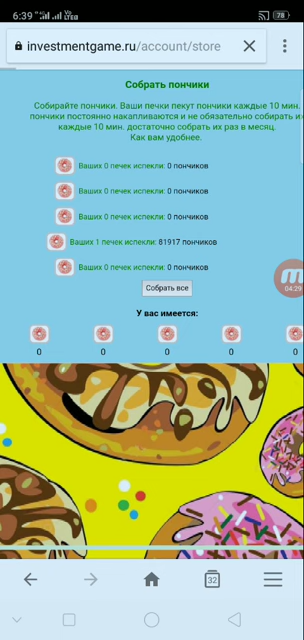 6:39
78
investmentgame.ru/account/store
Собрать пончики
Собирайте пончики. Ваши печки пекут пончики каждые 10 мин.
пончики постоянно накапливаются и не обязательно собирать их
каждые 10 мин. достаточно собрать их раз в месяц.
Как вам удобнее.
Ваших 0 печек испекли: 0 пончиков
Ваших 0 печек испекли: 0 пончиков
Ваших 0 печек испекли: 0 пончиков
Ваших 1 печек испекли: 81917 пончиков
Ваших 0 печек испекли: 0 пончиков
04:29
Собрать все
У вас имеется:
0 0 0 0 0
32